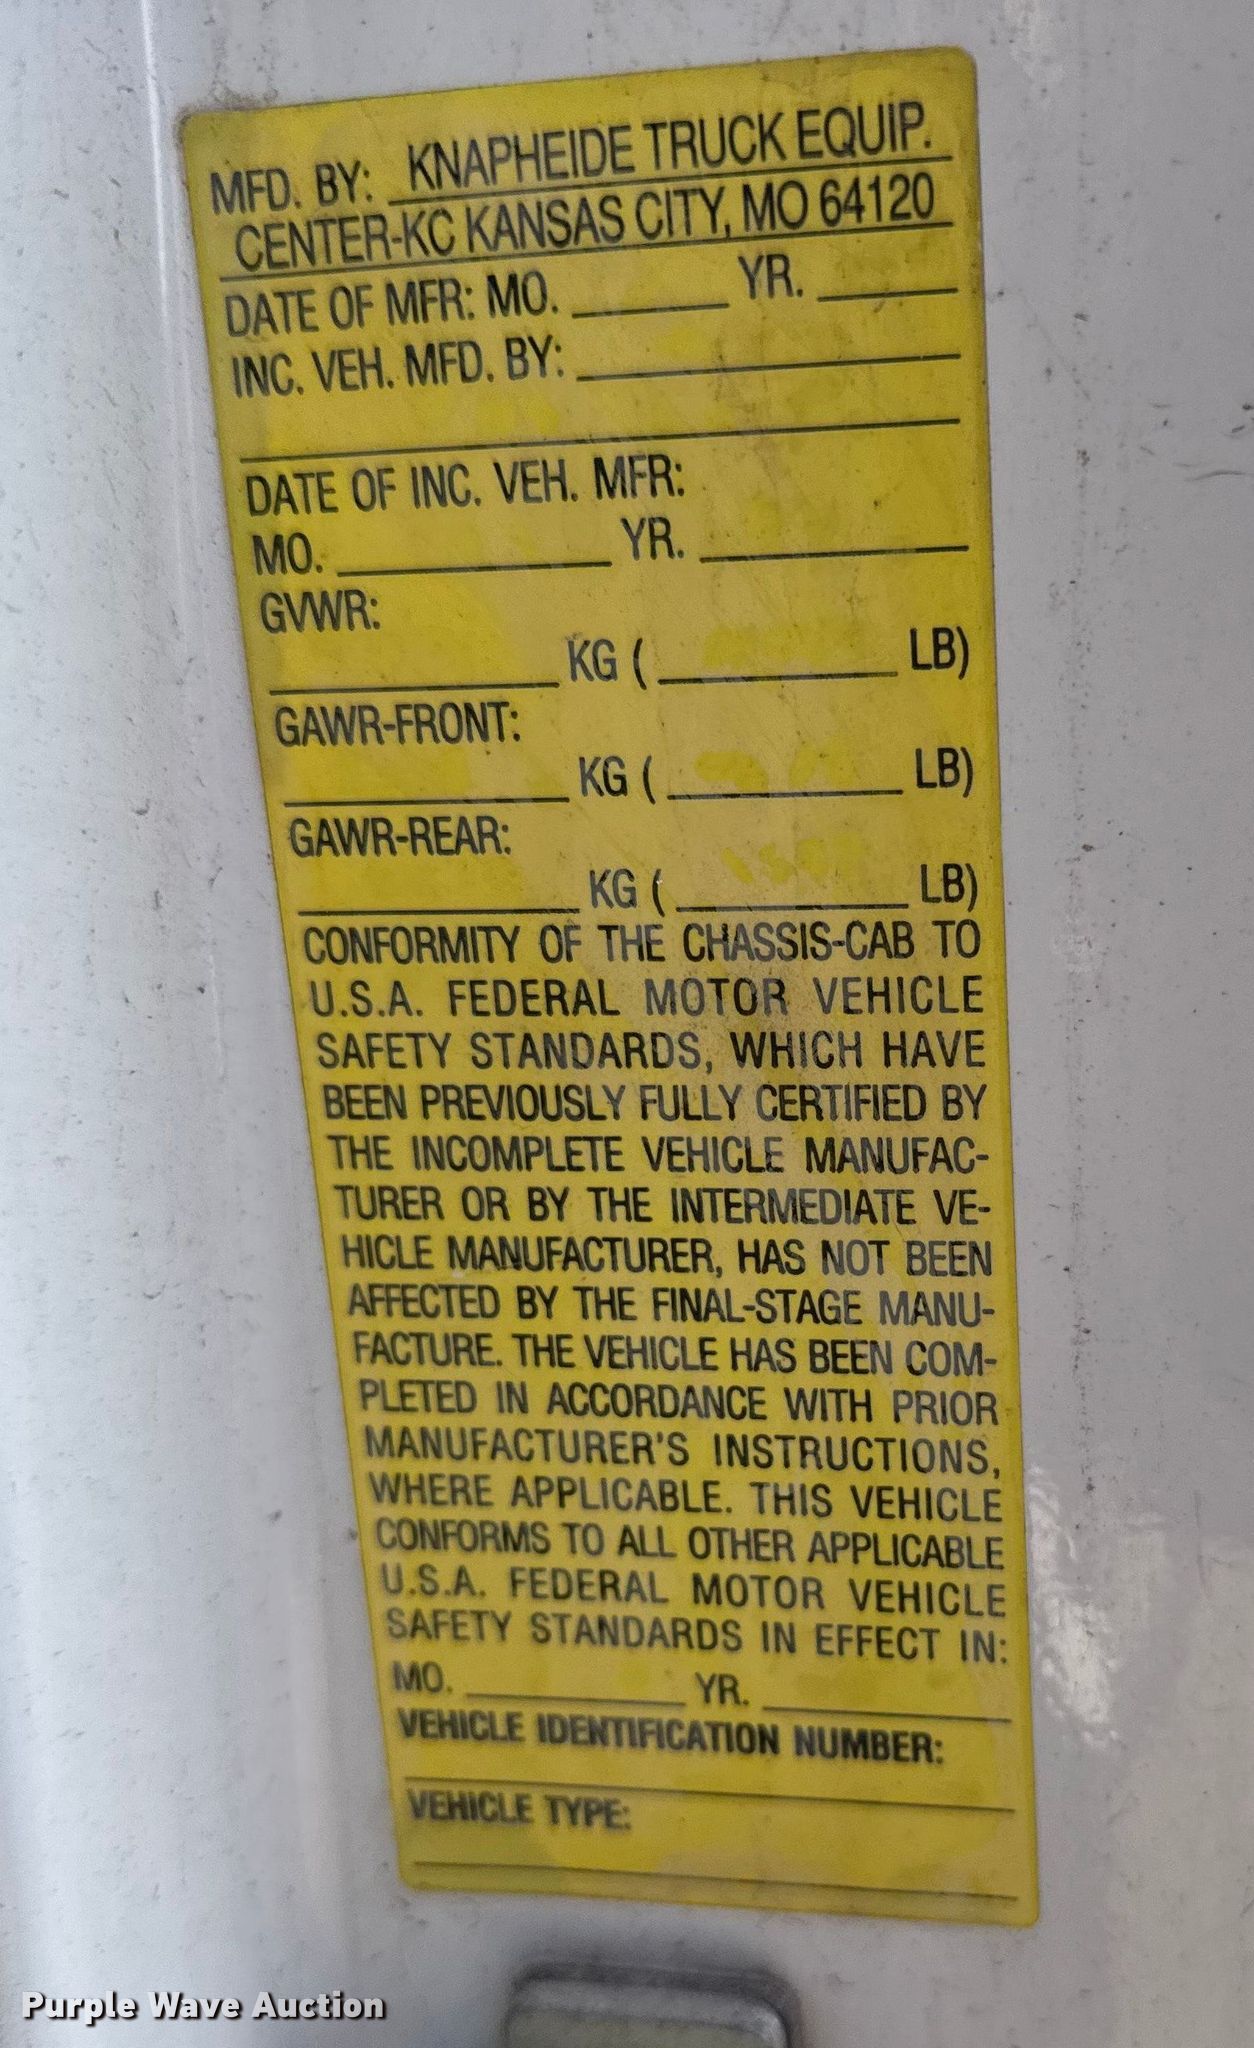 MFD. BY: KNAPHEIDE TRUCK EQUIP.
CENTER-KC KANSAS CITY, MO 64120
DATE OF MFR: MO. YR.
INC. VEH. MFD. BY:
DATE OF INC. VEH. MFR:
MO. YR.
GVWR:
KG ( LB)
GAWR-FRONT:
KG ( LB)
GAWR-REAR:
KG ( LB)
CONFORMITY OF THE CHASSIS-CAB TO
U.S.A. FEDERAL MOTOR VEHICLE
SAFETY STANDARDS, WHICH HAVE
BEEN PREVIOUSLY FULLY CERTIFIED BY
THE INCOMPLETE VEHICLE MANUFAC-
TURER OR BY THE INTERMEDIATE VE-
HICLE MANUFACTURER, HAS NOT BEEN
AFFECTED BY THE FINAL-STAGE MANU-
FACTURE. THE VEHICLE HAS BEEN COM-
PLETED IN ACCORDANCE WITH PRIOR
MANUFACTURER'S INSTRUCTIONS,
WHERE APPLICABLE. THIS VEHICLE
CONFORMS TO ALL OTHER APPLICABLE
U.S.A. FEDERAL MOTOR VEHICLE
SAFETY STANDARDS IN EFFECT IN:
MO. YR.
VEHICLE IDENTIFICATION NUMBER:
VEHICLE TYPE:
Purple Wave Auction